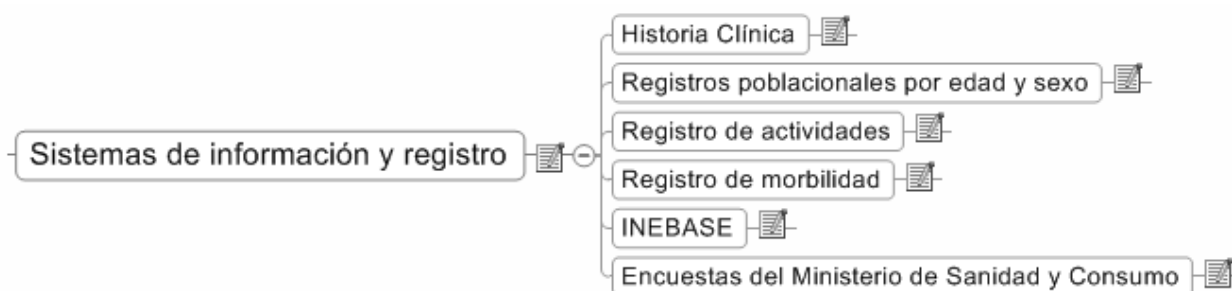 Historia Clínica
Registros poblacionales por edad y sexo
Registro de actividades
Sistemas de información y registro
Registro de morbilidad
INEBASE
Encuestas del Ministerio de Sanidad y Consumo